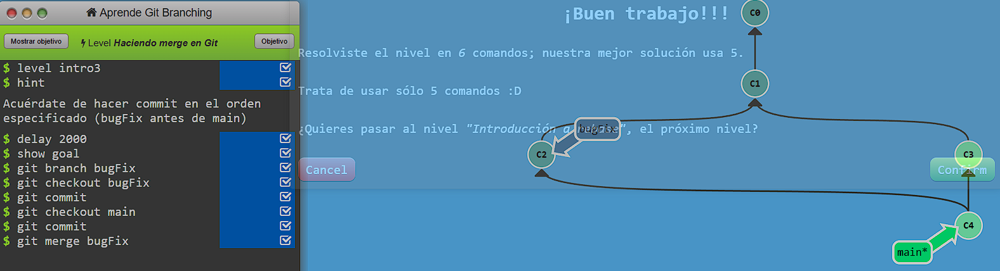 Aprende Git Branching
Mostrar objetivo
Level Haciendo merge en Git
Objetivo
$ level intro3
$ hint
Acuérdate de hacer commit en el orden
especificado (bugFix antes de main)
$ delay 2000
$ show goal
$ git branch bugFix
$ git checkout bugFix
$ git commit
$ git checkout main
$ git commit
$ git merge bugFix
¡Buen trabajo!!!
Resolviste el nivel en 6 comandos; nuestra mejor solución usa 5.
Trata de usar sólo 5 comandos :D
¿Quieres pasar al nivel "Introducción a rebase", el próximo nivel?
Cancel
Confirm
C0
C1
bugFix
C2
C3
C4
main*